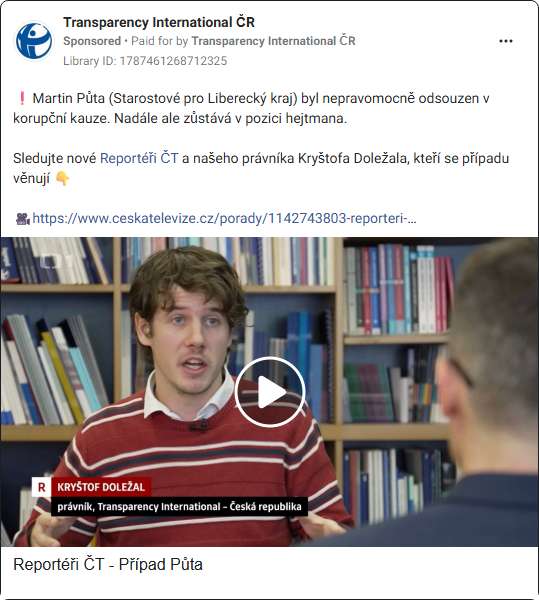 Transparency International ČR
Sponsored • Paid for by Transparency International ČR
Library ID: 1787461268712325
❗ Martin Půta (Starostové pro Liberecký kraj) byl nepravomocně odsouzen v
korupční kauze. Nadále ale zůstává v pozici hejtmana.
Sledujte nové Reportéři ČT a našeho právníka Kryštofa Doležala, kteří se případu
věnují 👇
🎥 https://www.ceskatelevize.cz/porady/1142743803-reporteri-...
R KRYŠTOF DOLEŽAL
právník, Transparency International – Česká republika
Reportéři ČT - Případ Půta